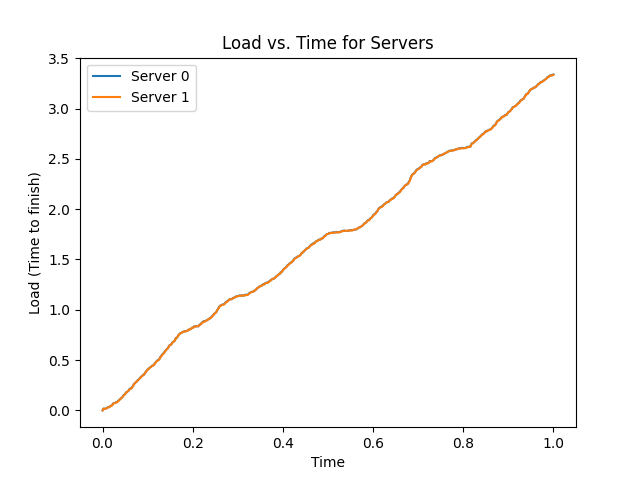 Load vs. Time for Servers
Server 0
Server 1
Load (Time to finish)
3.5
3.0
2.5
2.0
1.5
1.0
0.5
0.0
0.0 0.2 0.4 0.6 0.8 1.0
Time